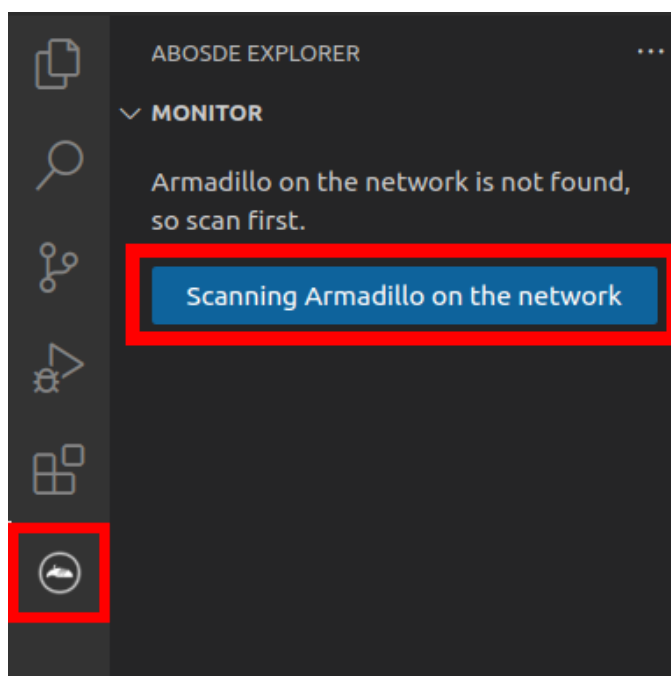 ABOSDE EXPLORER
MONITOR
Armadillo on the network is not found,
so scan first.
Scanning Armadillo on the network